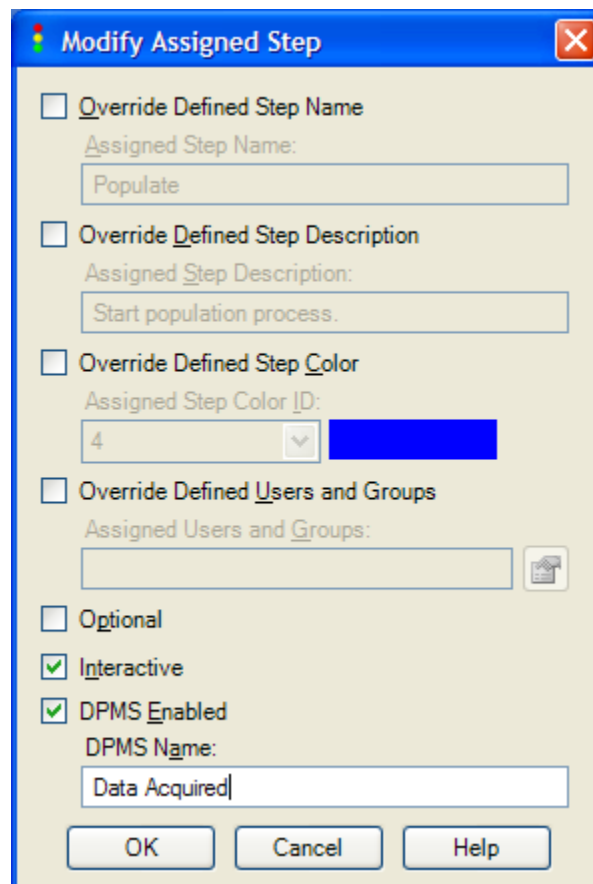 Modify Assigned Step
Override Defined Step Name
Assigned Step Name:
Populate
Override Defined Step Description
Assigned Step Description:
Start population process.
Override Defined Step Color
Assigned Step Color ID:
4
Override Defined Users and Groups
Assigned Users and Groups:
Optional
Interactive
DPMS Enabled
DPMS Name:
Data Acquired
OK Cancel Help